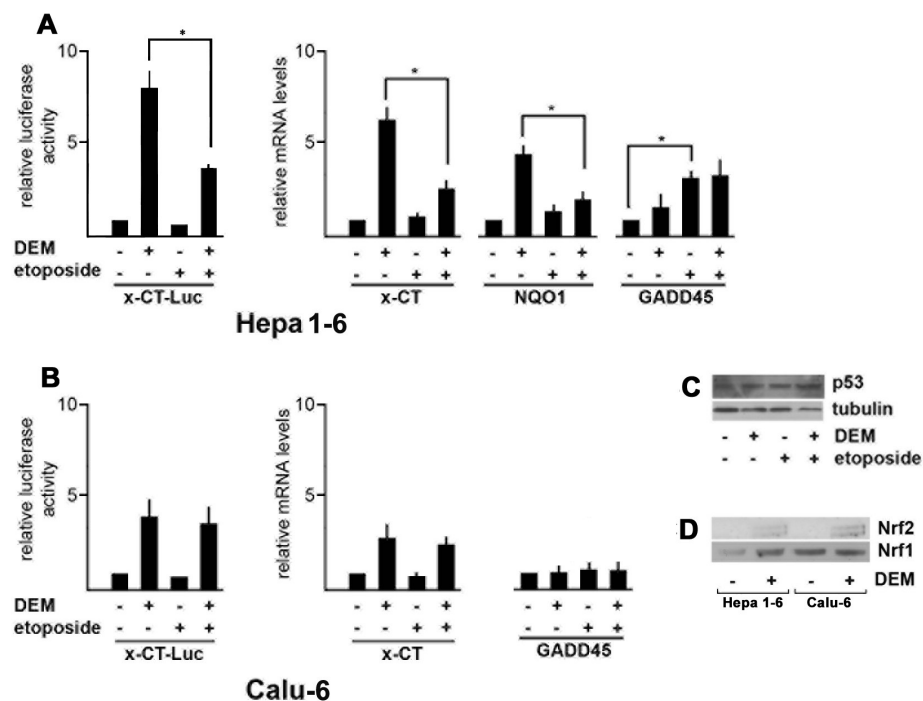 A
relative luciferase
activity
10
5
*
DEM - + - +
etoposide - - + +
x-CT-Luc
relative mRNA levels
10
5
*
*
*
- + - + - + - + - + - +
- - + + - - + + - - + +
x-CT NQO1 GADD45
Hepa 1-6
B
relative luciferase
activity
10
5
DEM - + - +
etoposide - - + +
x-CT-Luc
relative mRNA levels
10
5
- + - + - + - +
- - + + - - + +
x-CT GADD45
Calu-6
C
p53
tubulin
- + - + DEM
- - + + etoposide
D
Nrf2
Nrf1
- + - + DEM
Hepa 1-6 Calu-6